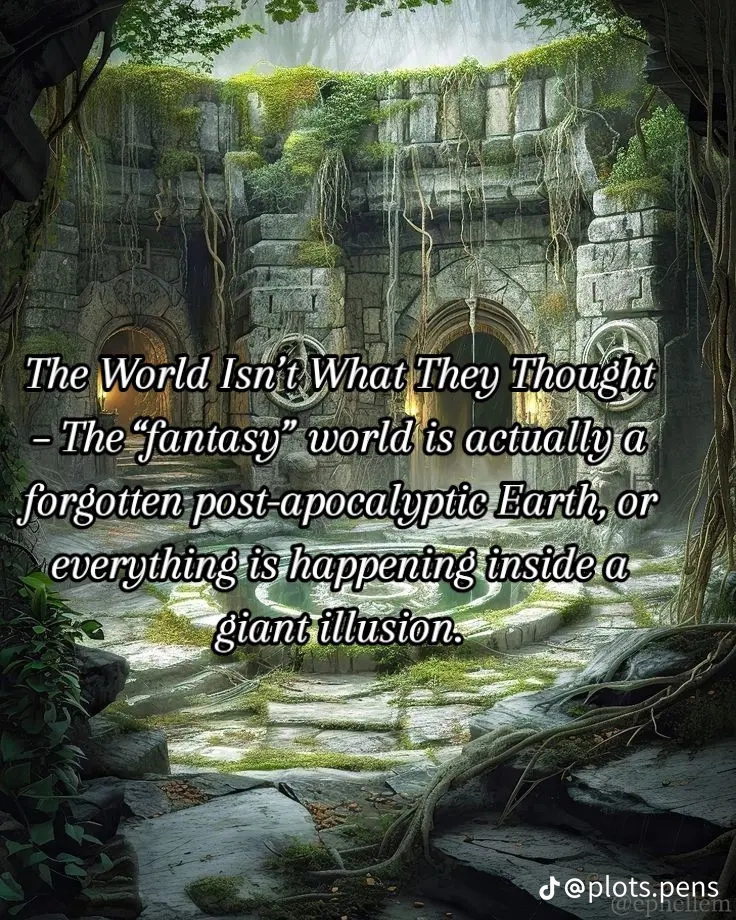 The World Isn’t What They Thought
– The “fantasy” world is actually a
forgotten post-apocalyptic Earth, or
everything is happening inside a
giant illusion.
@plots.pens